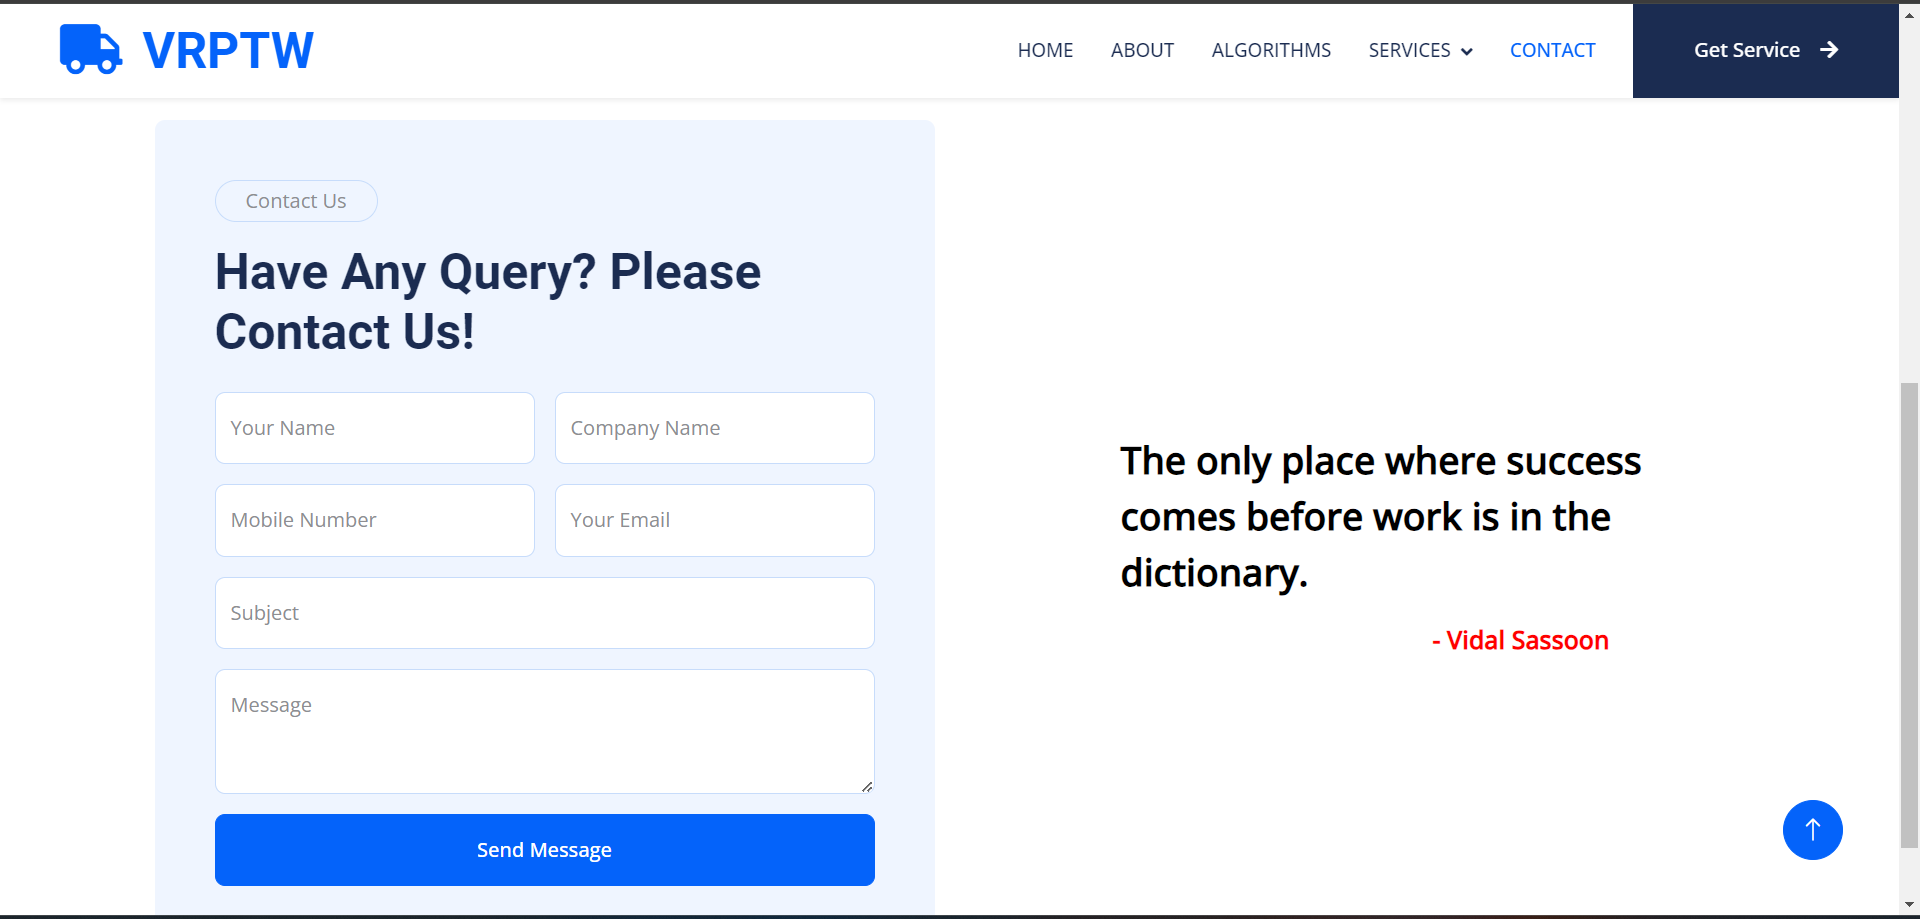 VRPTW
HOME ABOUT ALGORITHMS SERVICES CONTACT Get Service
Contact Us
Have Any Query? Please
Contact Us!
Your Name Company Name
Mobile Number Your Email
Subject
Message
Send Message
The only place where success
comes before work is in the
dictionary.
- Vidal Sassoon